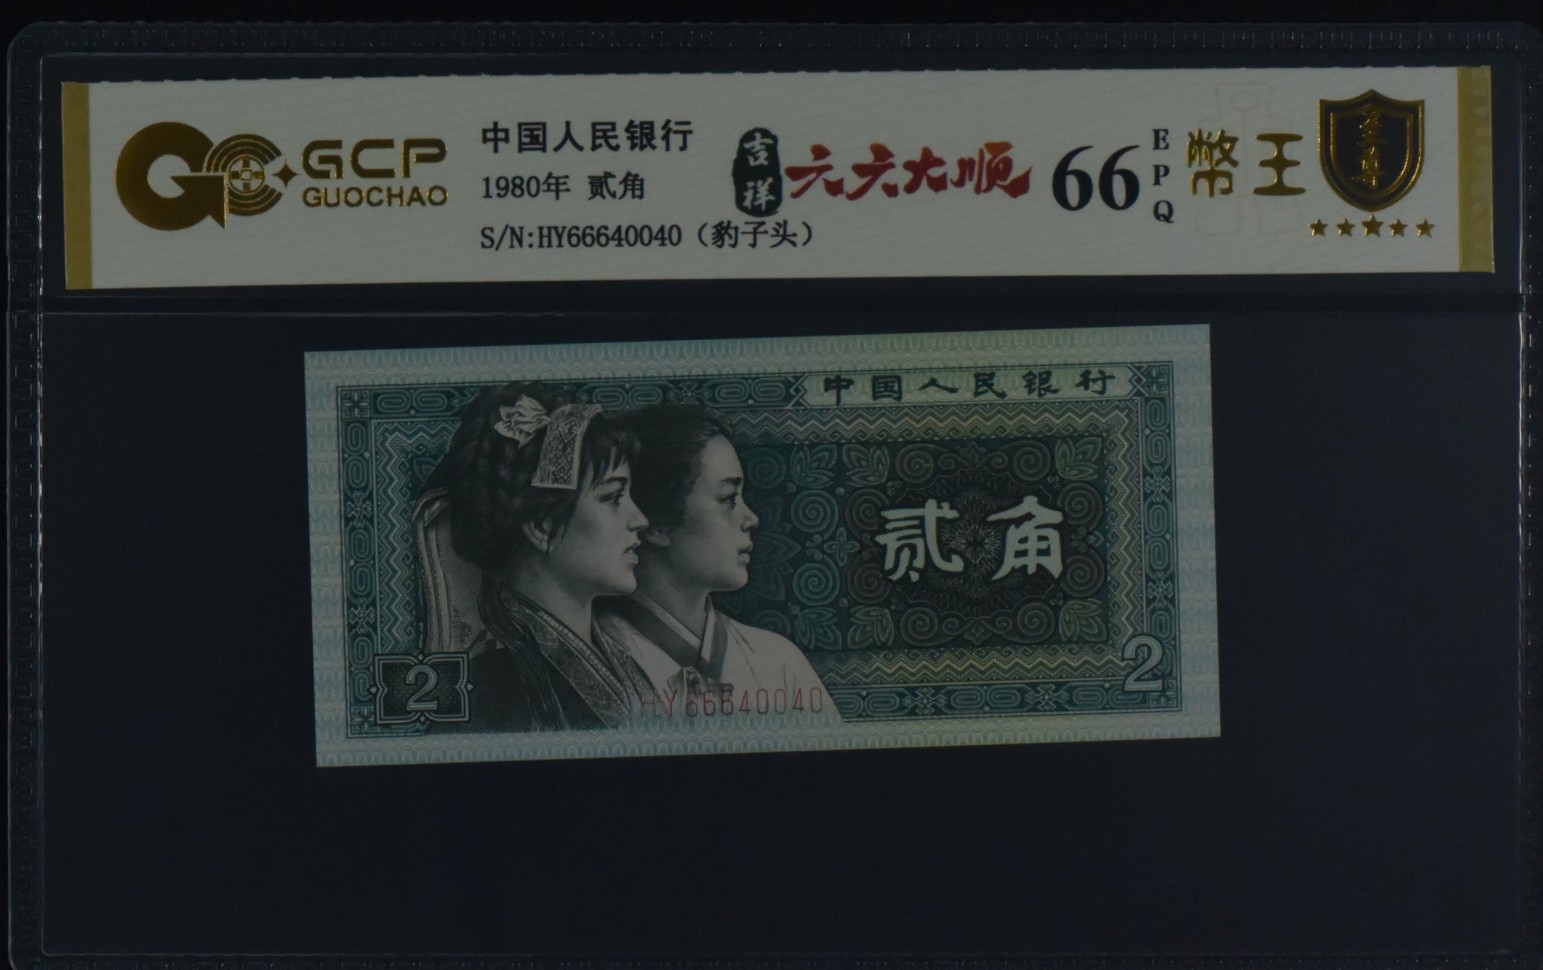 GCP
GUOCHAO
中国人民银行
1980年 贰角
S/N:HY66640040（豹子头）
吉祥
六六大顺
66
EPQ
幣王
至尊
中国人民银行
贰角
2
HY66640040
2